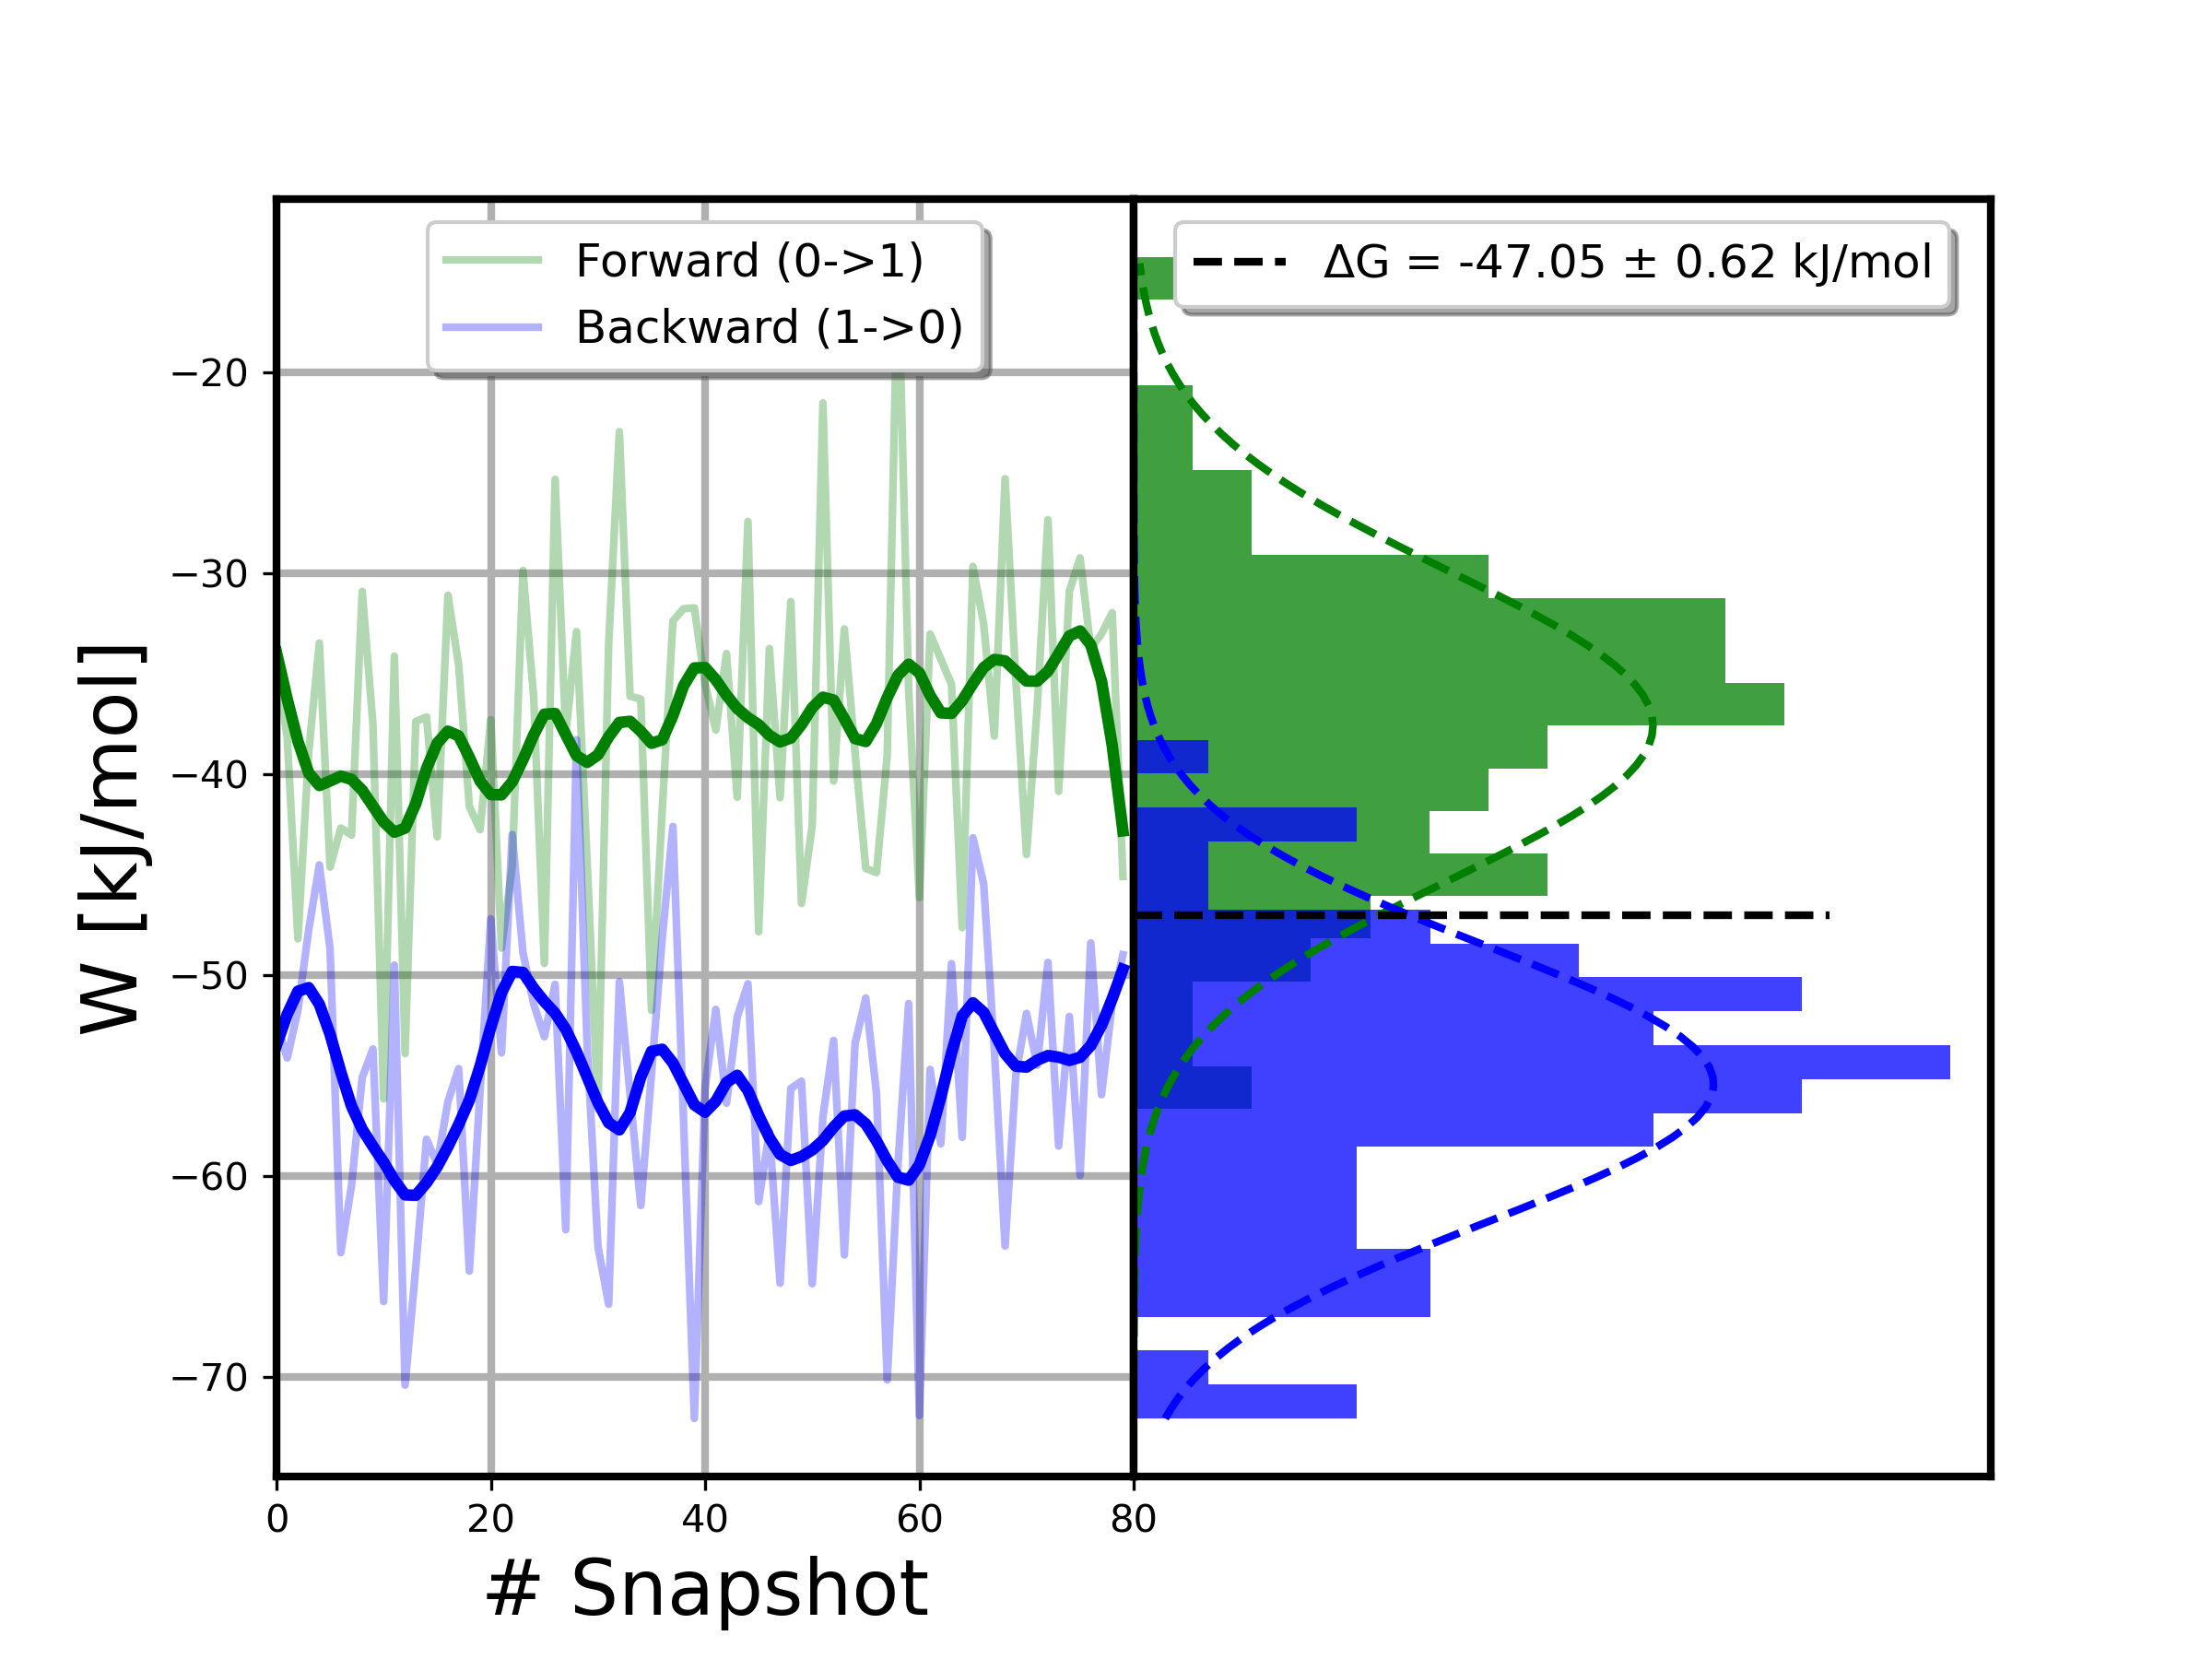 Forward (0->1)
Backward (1->0)
ΔG = -47.05 ± 0.62 kJ/mol
W [kJ/mol]
−20
−30
−40
−50
−60
−70
0 20 40 60 80
# Snapshot